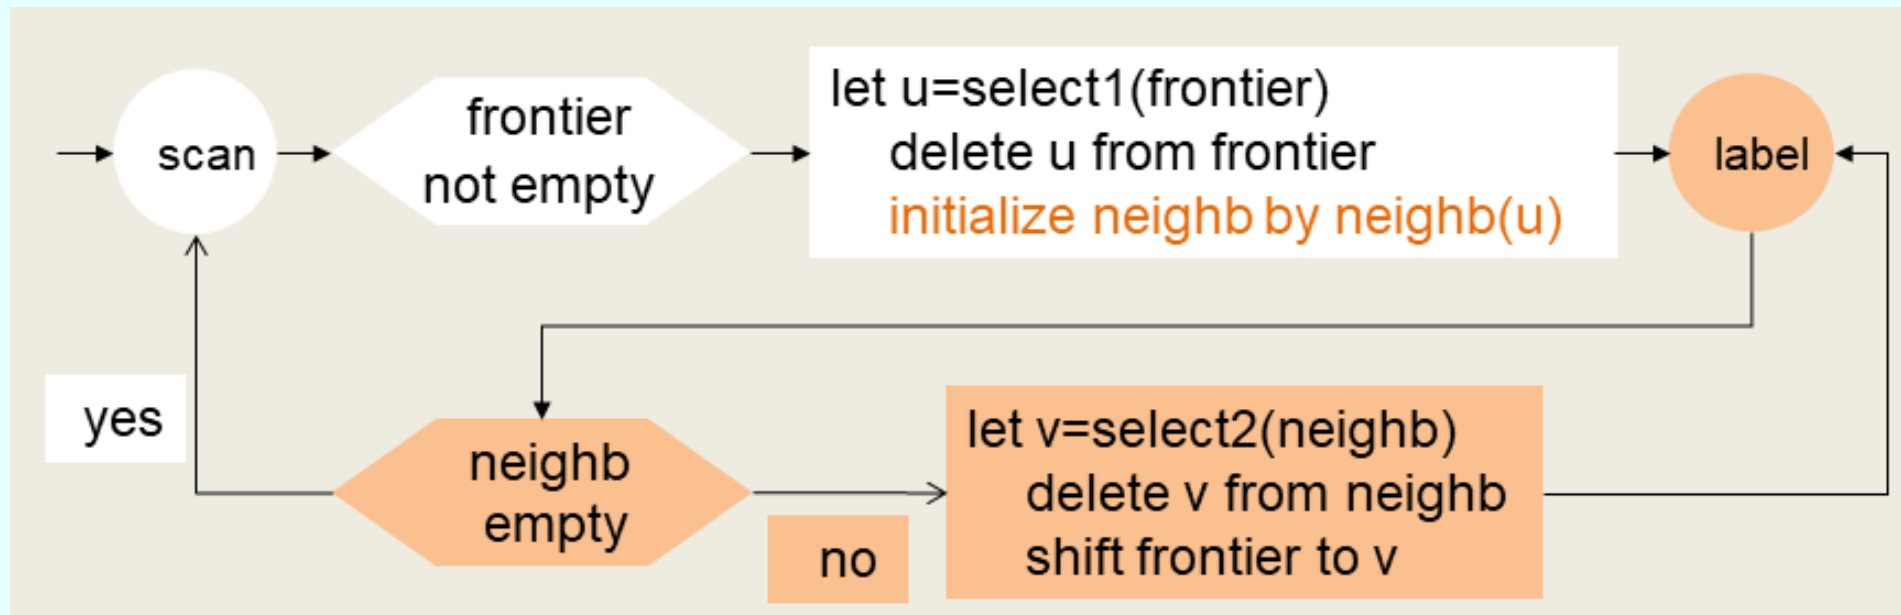 scan
frontier
not empty
let u=select1(frontier)
delete u from frontier
initialize neighb by neighb(u)
label
yes
neighb
empty
no
let v=select2(neighb)
delete v from neighb
shift frontier to v